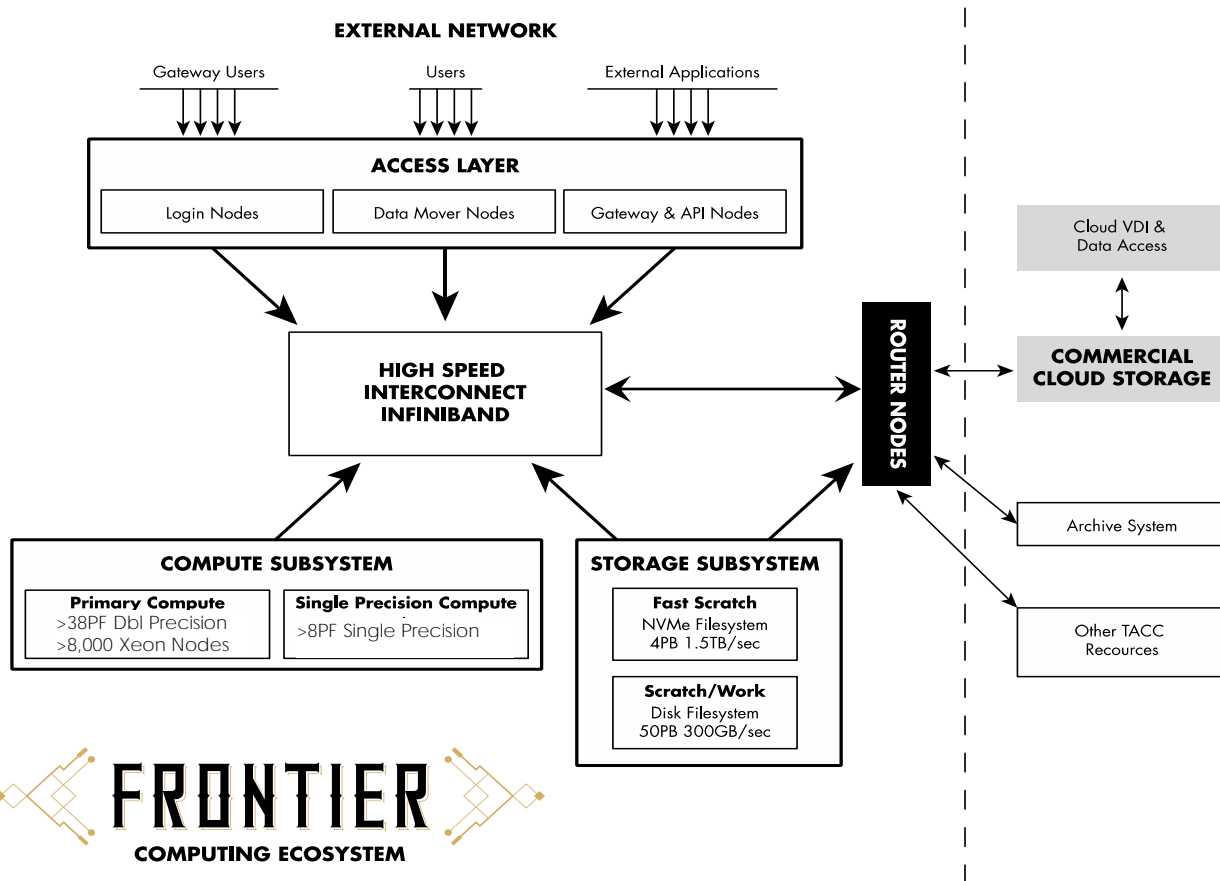 EXTERNAL NETWORK
Gateway Users
Users
External Applications
ACCESS LAYER
Login Nodes
Data Mover Nodes
Gateway & API Nodes
HIGH SPEED
INTERCONNECT
INFINIBAND
ROUTER NODES
Cloud VDI &
Data Access
COMMERCIAL
CLOUD STORAGE
Archive System
Other TACC
Recources
COMPUTE SUBSYSTEM
Primary Compute
>38PF Dbl Precision
>8,000 Xeon Nodes
Single Precision Compute
>8PF Single Precision
STORAGE SUBSYSTEM
Fast Scratch
NVMe Filesystem
4PB 1.5TB/sec
Scratch/Work
Disk Filesystem
50PB 300GB/sec
FRONTIER
COMPUTING ECOSYSTEM